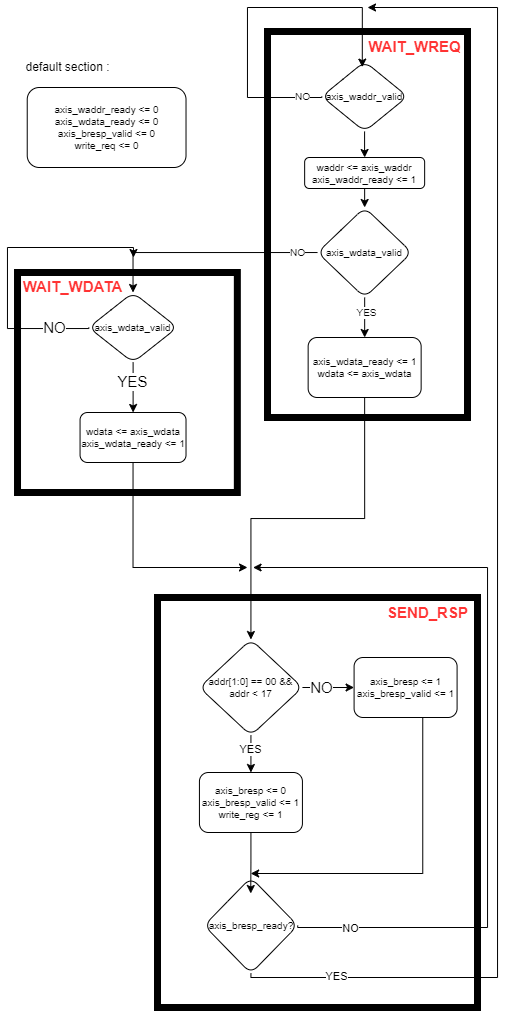 WAIT_WREQ
default section :
axis_waddr_ready <= 0
axis_wdata_ready <= 0
axis_bresp_valid <= 0
write_req <= 0
NO
axis_waddr_valid
waddr <= axis_waddr
axis_waddr_ready <= 1
NO
axis_wdata_valid
YES
axis_wdata_ready <= 1
wdata <= axis_wdata
WAIT_WDATA
NO
axis_wdata_valid
YES
wdata <= axis_wdata
axis_wdata_ready <= 1
SEND_RSP
addr[1:0] == 00 &&
addr < 17
NO
axis_bresp <= 1
axis_bresp_valid <= 1
YES
axis_bresp <= 0
axis_bresp_valid <= 1
write_reg <= 1
axis_bresp_ready?
NO
YES